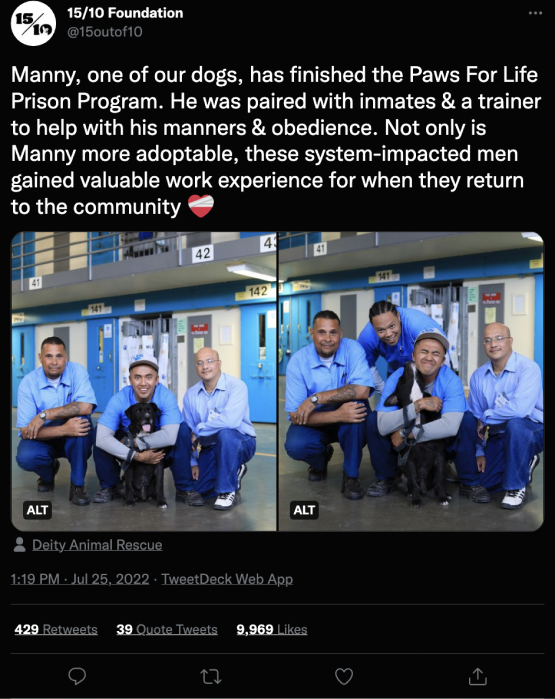 15/10
15/10 Foundation
@15outof10
Manny, one of our dogs, has finished the Paws For Life
Prison Program. He was paired with inmates & a trainer
to help with his manners & obedience. Not only is
Manny more adoptable, these system-impacted men
gained valuable work experience for when they return
to the community
41
42
43
141
142
ALT
41
141
ALT
Deity Animal Rescue
1:19 PM · Jul 25, 2022 · TweetDeck Web App
429 Retweets 39 Quote Tweets 9,969 Likes